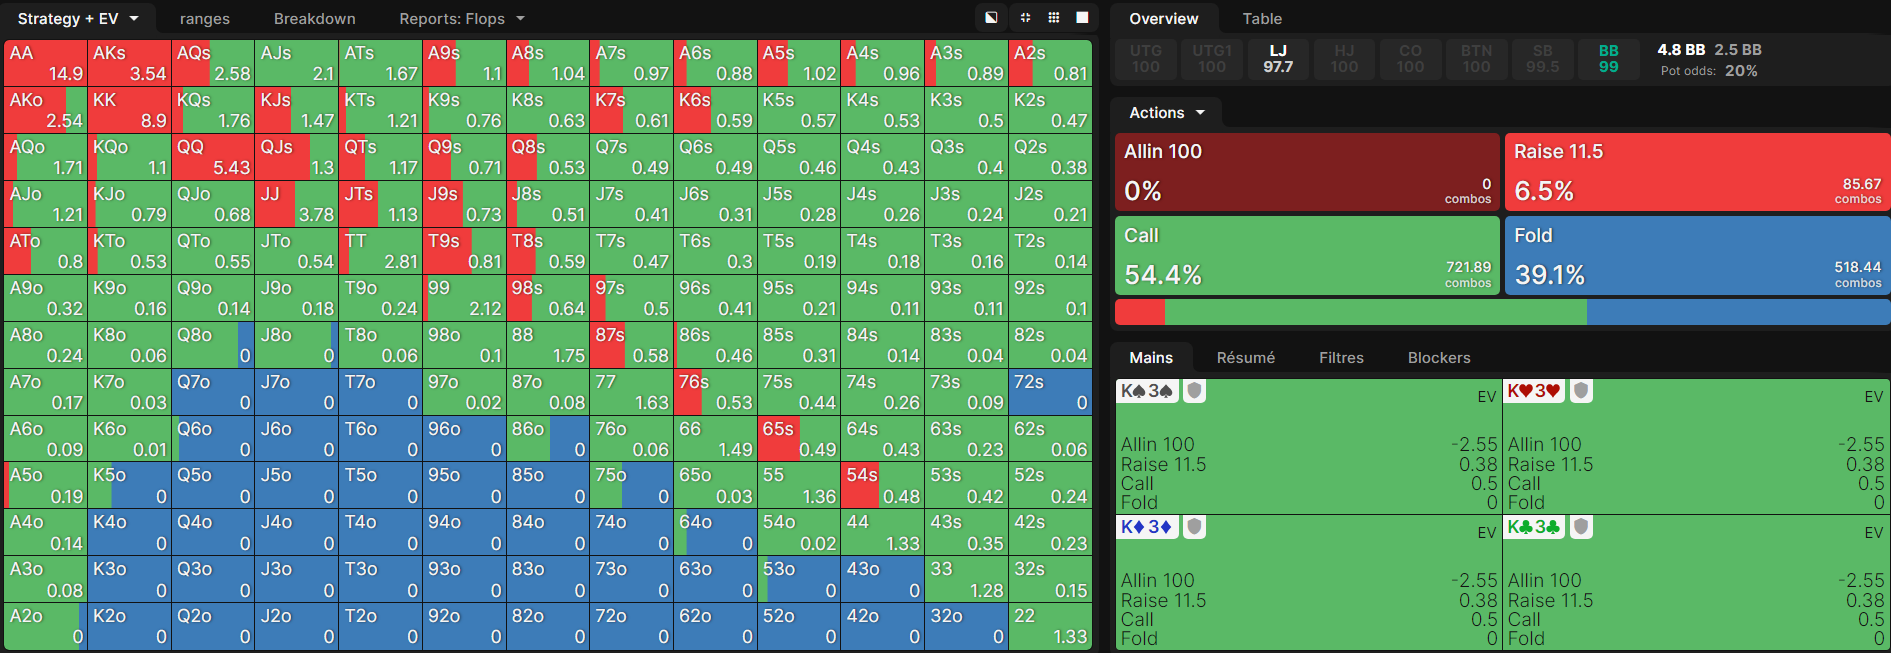 Strategy + EV ranges Breakdown Reports: Flops
AA AKs AQs AJs ATs A9s A8s A7s A6s A5s A4s A3s A2s
14.9 3.54 2.58 2.1 1.67 1.1 1.04 0.97 0.88 1.02 0.96 0.89 0.81
AKo KK KQs KJs KTs K9s K8s K7s K6s K5s K4s K3s K2s
2.54 8.9 1.76 1.47 1.21 0.76 0.63 0.61 0.59 0.57 0.53 0.5 0.47
AQo KQo QQ QJs QTs Q9s Q8s Q7s Q6s Q5s Q4s Q3s Q2s
1.71 1.1 5.43 1.3 1.17 0.71 0.53 0.49 0.49 0.46 0.43 0.4 0.38
AJo KJo QJo JJ JTs J9s J8s J7s J6s J5s J4s J3s J2s
1.21 0.79 0.68 3.78 1.13 0.73 0.51 0.41 0.31 0.28 0.26 0.24 0.21
ATo KTo QTo JTo TT T9s T8s T7s T6s T5s T4s T3s T2s
0.8 0.53 0.55 0.54 2.81 0.81 0.59 0.47 0.3 0.19 0.18 0.16 0.14
A9o K9o Q9o J9o T9o 99 98s 97s 96s 95s 94s 93s 92s
0.32 0.16 0.14 0.18 0.24 2.12 0.64 0.5 0.41 0.21 0.11 0.11 0.1
A8o K8o Q8o J8o T8o 98o 88 87s 86s 85s 84s 83s 82s
0.24 0.06 0 0 0.06 0.1 1.75 0.58 0.46 0.31 0.14 0.04 0.04
A7o K7o Q7o J7o T7o 97o 87o 77 76s 75s 74s 73s 72s
0.17 0.03 0 0 0 0.02 0.08 1.63 0.53 0.44 0.26 0.09 0
A6o K6o Q6o J6o T6o 96o 86o 76o 66 65s 64s 63s 62s
0.09 0.01 0 0 0 0 0 0.06 1.49 0.49 0.43 0.23 0.06
A5o K5o Q5o J5o T5o 95o 85o 75o 65o 55 54s 53s 52s
0.19 0 0 0 0 0 0 0 0.03 1.36 0.48 0.42 0.24
A4o K4o Q4o J4o T4o 94o 84o 74o 64o 54o 44 43s 42s
0.14 0 0 0 0 0 0 0 0 0.02 1.33 0.35 0.23
A3o K3o Q3o J3o T3o 93o 83o 73o 63o 53o 43o 33 32s
0.08 0 0 0 0 0 0 0 0 0 0 1.28 0.15
A2o K2o Q2o J2o T2o 92o 82o 72o 62o 52o 42o 32o 22
0 0 0 0 0 0 0 0 0 0 0 0 1.33
Overview Table
UTG UTG1 LJ HJ CO BTN SB BB
100 100 97.7 100 100 100 99.5 99
4.8 BB 2.5 BB
Pot odds: 20%
Actions
Allin 100 Raise 11.5
0% 0 combos 6.5% 85.67 combos
Call Fold
54.4% 721.89 combos 39.1% 518.44 combos
Mains Résumé Filtres Blockers
K♠3♠ EV K♥3♥ EV
Allin 100 -2.55 Allin 100 -2.55
Raise 11.5 0.38 Raise 11.5 0.38
Call 0.5 Call 0.5
Fold 0 Fold 0
K♦3♦ EV K♣3♣ EV
Allin 100 -2.55 Allin 100 -2.55
Raise 11.5 0.38 Raise 11.5 0.38
Call 0.5 Call 0.5
Fold 0 Fold 0